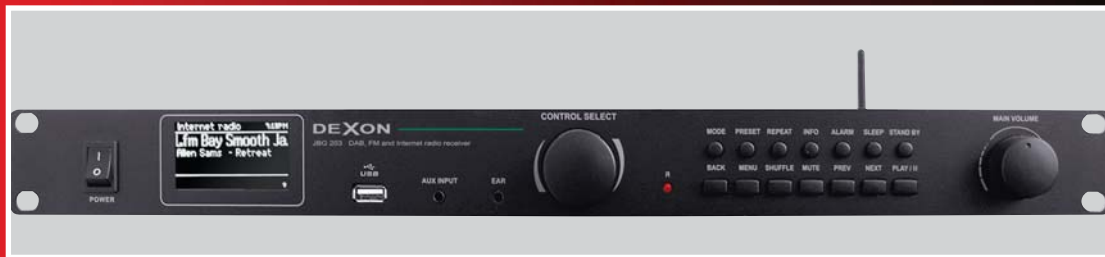 Internet radio
Lfm Bay Smooth Ja
Allen Sams - Retreat
DEXON
JBG 203 DAB, FM and Internet radio receiver
CONTROL SELECT
USB
AUX INPUT
EAR
I
O
POWER
R
MODE PRESET REPEAT INFO ALARM SLEEP STAND BY
BACK MENU SHUFFLE MUTE PREV NEXT PLAY / II
MAIN VOLUME